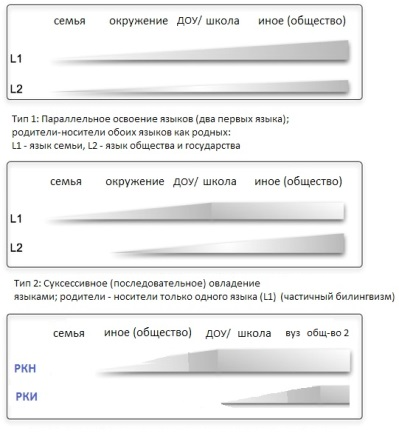 семья окружение ДОУ/ школа иное (общество)
L1
L2
Тип 1: Параллельное освоение языков (два первых языка);
родители-носители обоих языков как родных:
L1 - язык семьи, L2 - язык общества и государства
семья окружение ДОУ/ школа иное (общество)
L1
L2
Тип 2: Суксессивное (последовательное) овладение
языками; родители - носители только одного языка (L1) (частичный билингвизм)
семья иное (общество) ДОУ/ школа вуз общ-во 2
РКН
РКИ